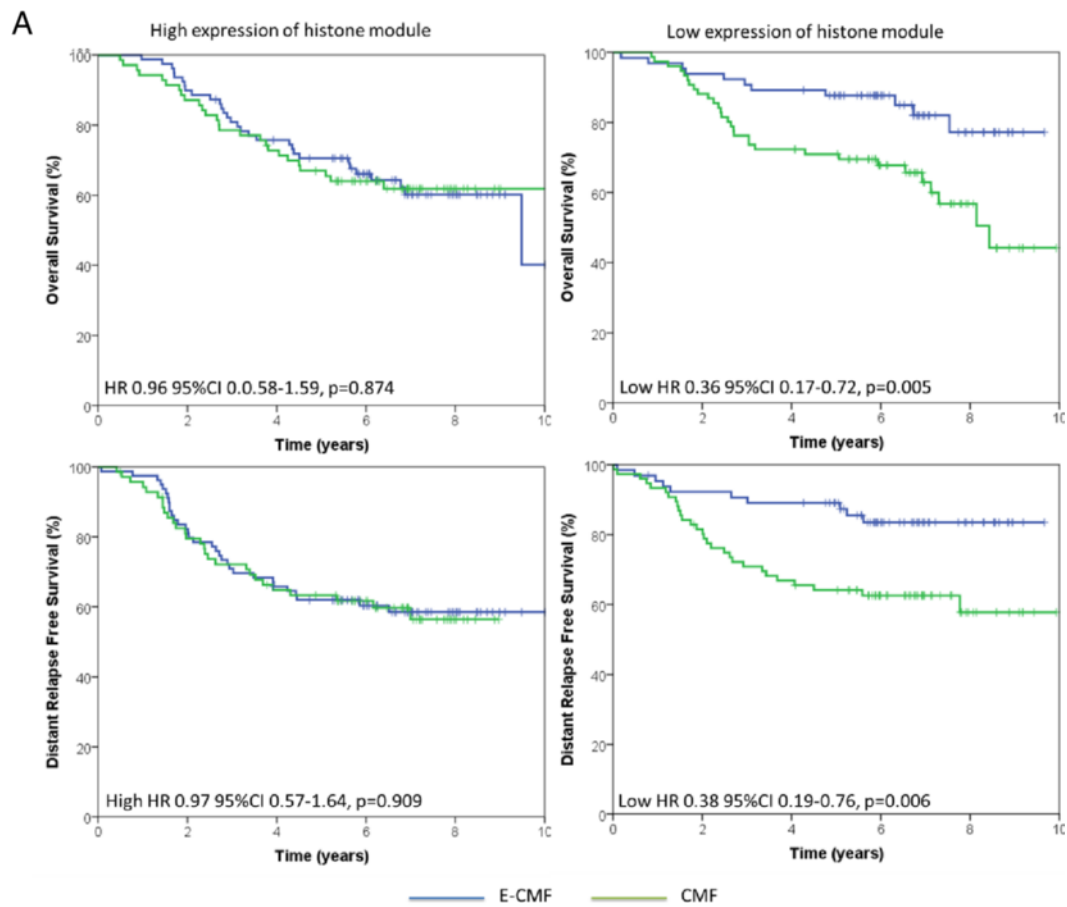 A
High expression of histone module
Low expression of histone module
Overall Survival (%)
100
80
60
40
20
0
HR 0.96 95%CI 0.0.58-1.59, p=0.874
0 2 4 6 8 10
Time (years)
Overall Survival (%)
100
80
60
40
20
0
Low HR 0.36 95%CI 0.17-0.72, p=0.005
0 2 4 6 8 10
Time (years)
Distant Relapse Free Survival (%)
100
80
60
40
20
0
High HR 0.97 95%CI 0.57-1.64, p=0.909
0 2 4 6 8 10
Time (years)
Distant Relapse Free Survival (%)
100
80
60
40
20
0
Low HR 0.38 95%CI 0.19-0.76, p=0.006
0 2 4 6 8 10
Time (years)
E-CMF CMF